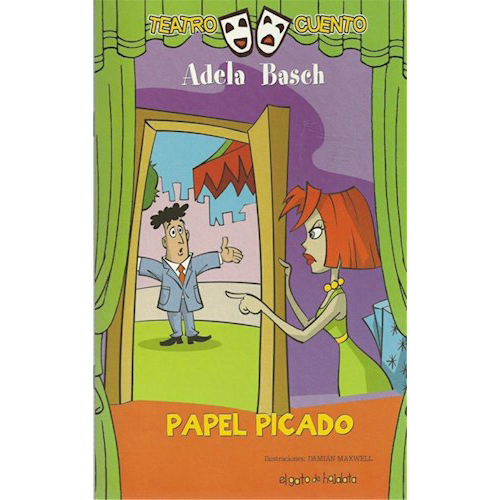 TEATRO CUENTO
Adela Basch
PAPEL PICADO
Ilustraciones: DAMIÁN MAXWELL
el gato de hojalata